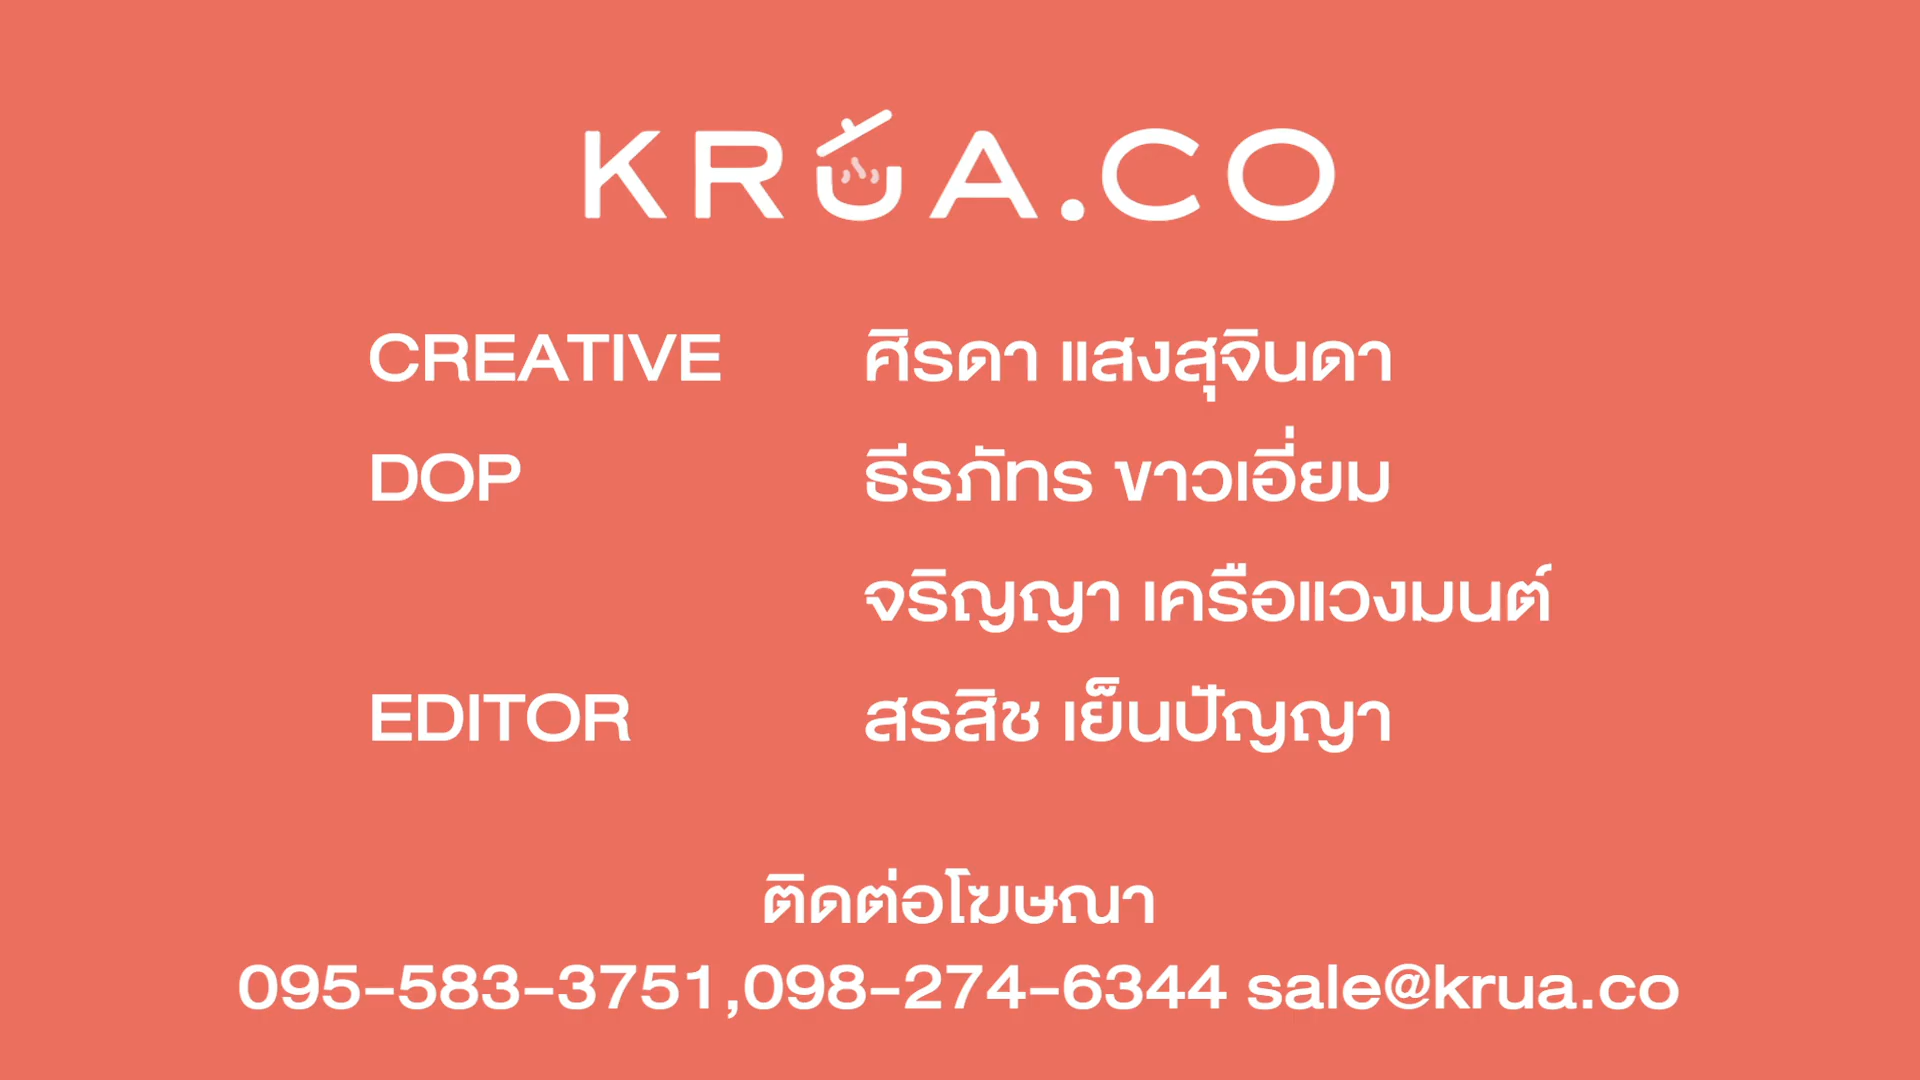 KRUA.CO
CREATIVE ศิรดา แสงสุจินดา
DOP ธีรภัทร ขาวเอี่ยม
จริญญา เครือแวงมนต์
EDITOR สรสิช เย็นปัญญา
ติดต่อโฆษณา
095-583-3751,098-274-6344 sale@krua.co